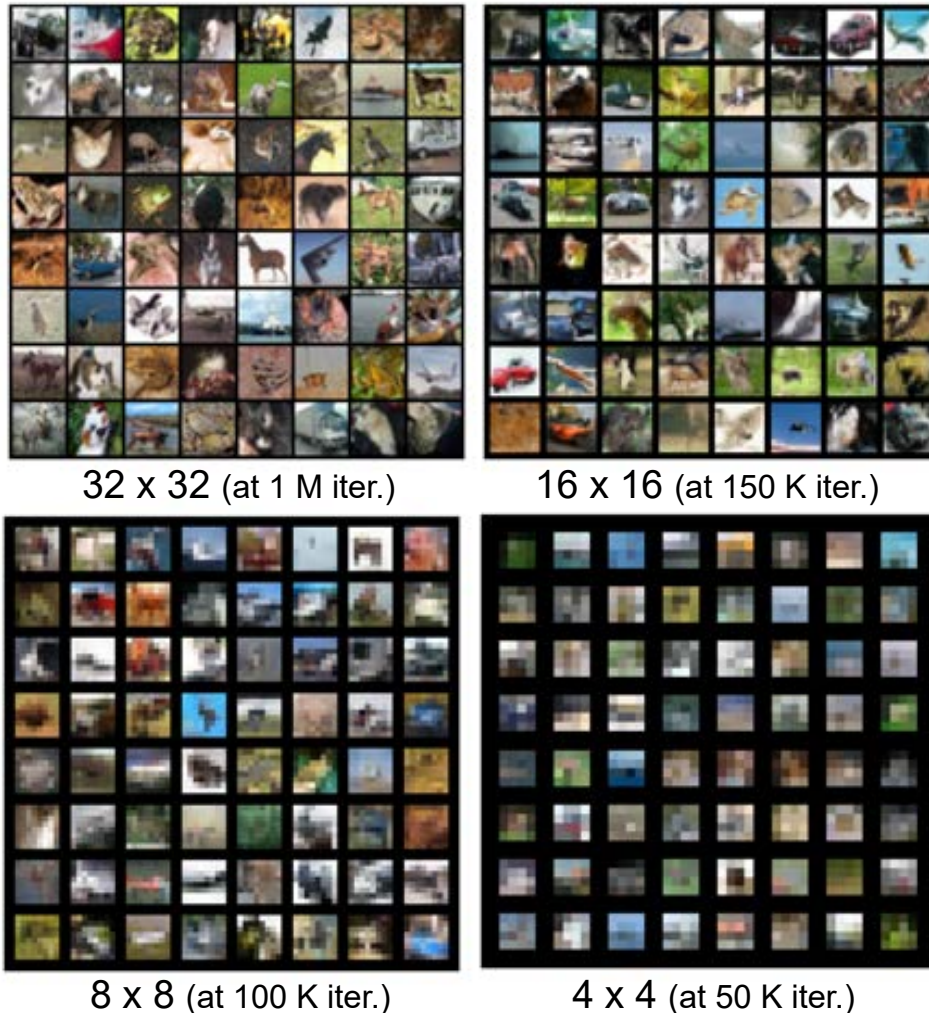 32 x 32 (at 1 M iter.)
16 x 16 (at 150 K iter.)
8 x 8 (at 100 K iter.)
4 x 4 (at 50 K iter.)